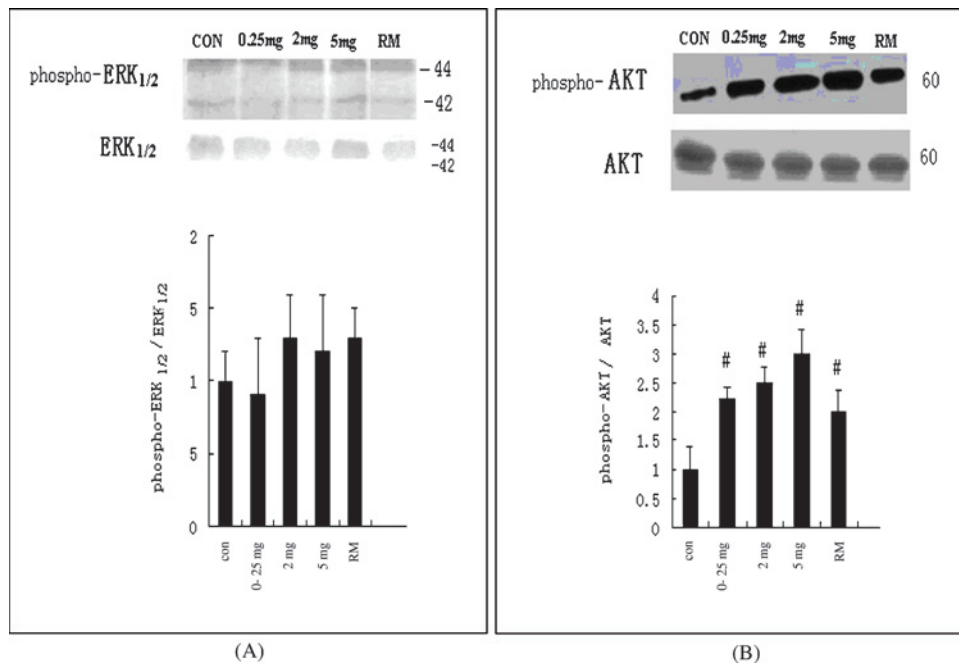 CON 0.25mg 2mg 5mg RM
phospho-ERK1/2
-44
-42
ERK1/2
-44
-42
phospho-ERK 1/2 / ERK1/2
2
5
1
5
0
con
0- 25 mg
2 mg
5 mg
RM
(A)
CON 0.25mg 2mg 5mg RM
phospho- AKT
60
AKT
60
phospho-AKT/ AKT
4
3.5
3
2.5
2
1
0.5
0
#
#
#
#
con
0-25 mg
2 mg
5 mg
RM
(B)